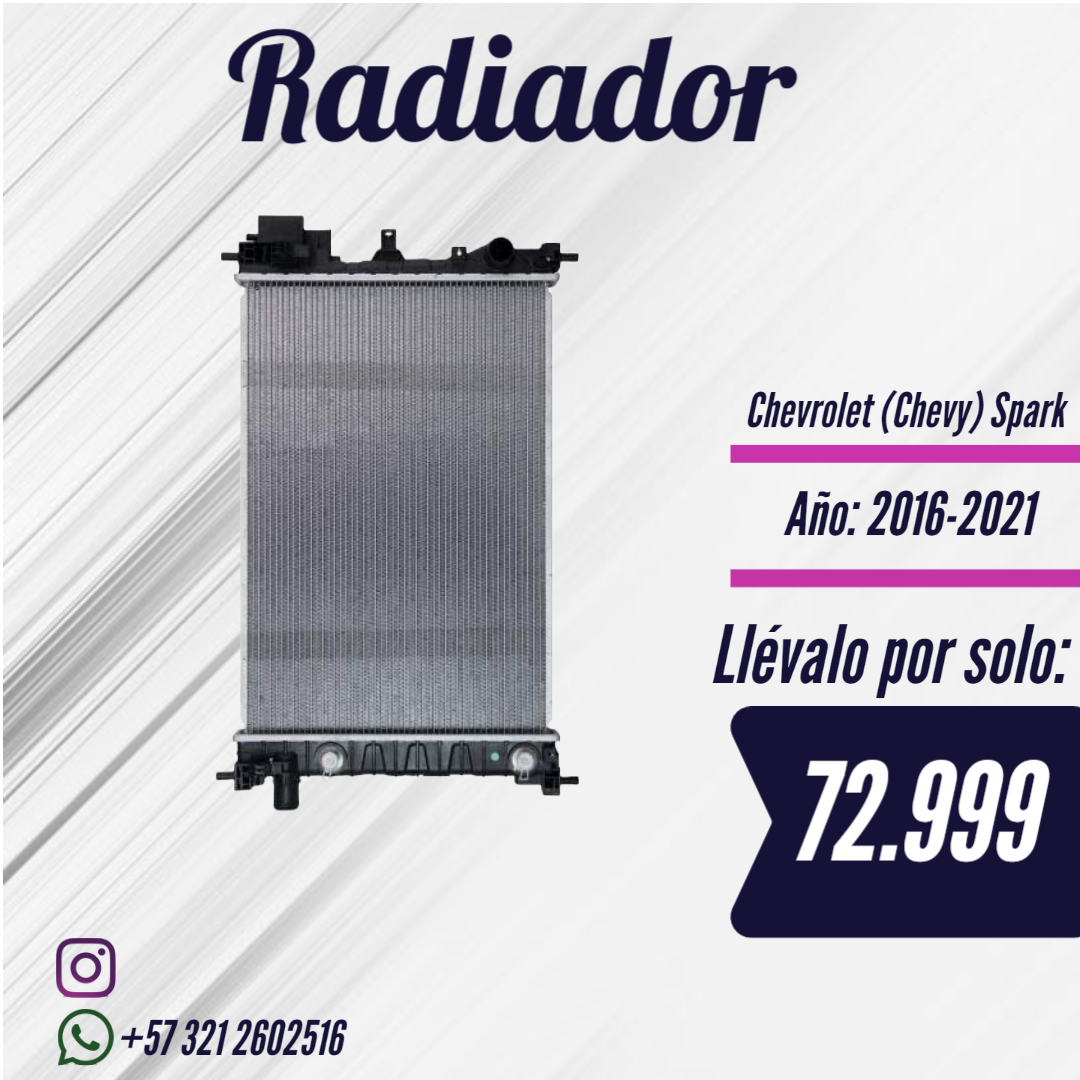 Radiador
Chevrolet (Chevy) Spark
Año: 2016-2021
Llévalo por solo:
72.999
+57 321 2602516